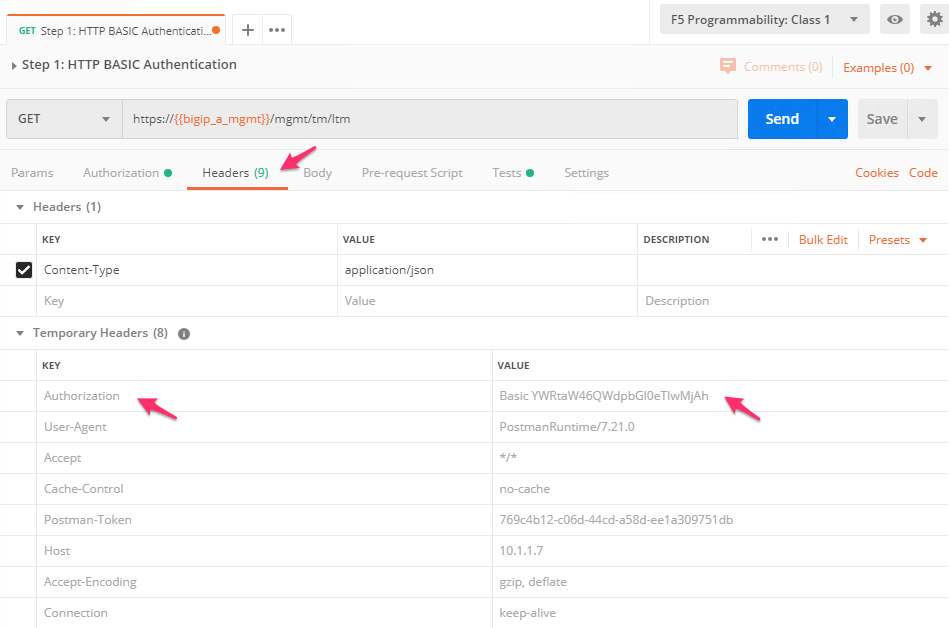 GET Step 1: HTTP BASIC Authenticati...
F5 Programmability: Class 1
Step 1: HTTP BASIC Authentication
Comments (0)
Examples (0)
GET
https://{{bigip_a_mgmt}}/mgmt/tm/ltm
Send
Save
Params
Authorization
Headers (9)
Body
Pre-request Script
Tests
Settings
Cookies
Code
Headers (1)
KEY
VALUE
DESCRIPTION
Bulk Edit
Presets
Content-Type
application/json
Key
Value
Description
Temporary Headers (8)
KEY
VALUE
Authorization
Basic YWRtaW46QWdpbGl0eTIwMjAh
User-Agent
PostmanRuntime/7.21.0
Accept
*/*
Cache-Control
no-cache
Postman-Token
769c4b12-c06d-44cd-a58d-ee1a309751db
Host
10.1.1.7
Accept-Encoding
gzip, deflate
Connection
keep-alive